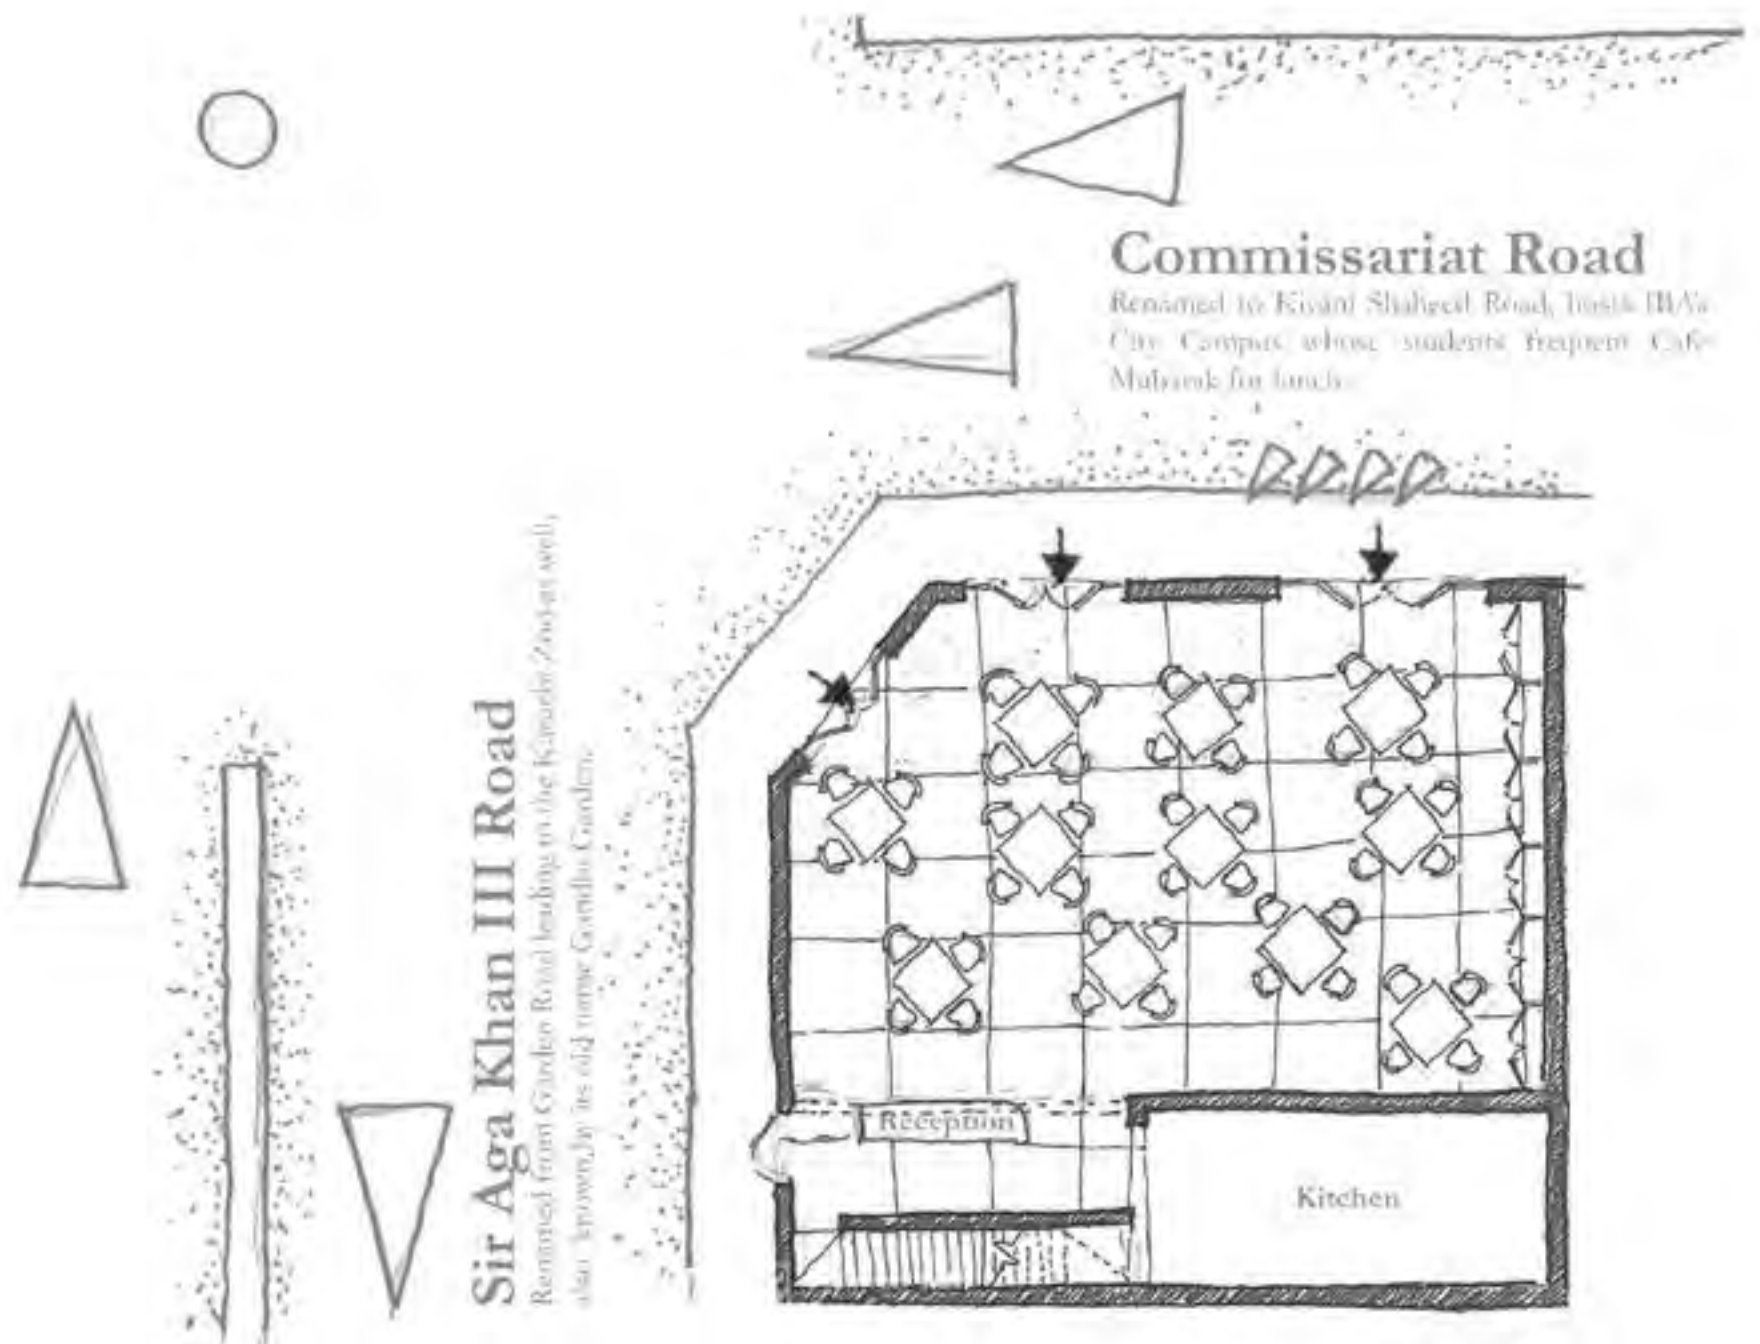 Commissariat Road
Renamed to Kiyani Shaheed Road, hosts IBA's
City Campus whose students frequent Cafe
Mubarak for lunch.
Sir Aga Khan III Road
Renamed from Garden Road leading to the Karachi Zoo as well,
also known by its old name Gandhi Garden.
Reception
Kitchen